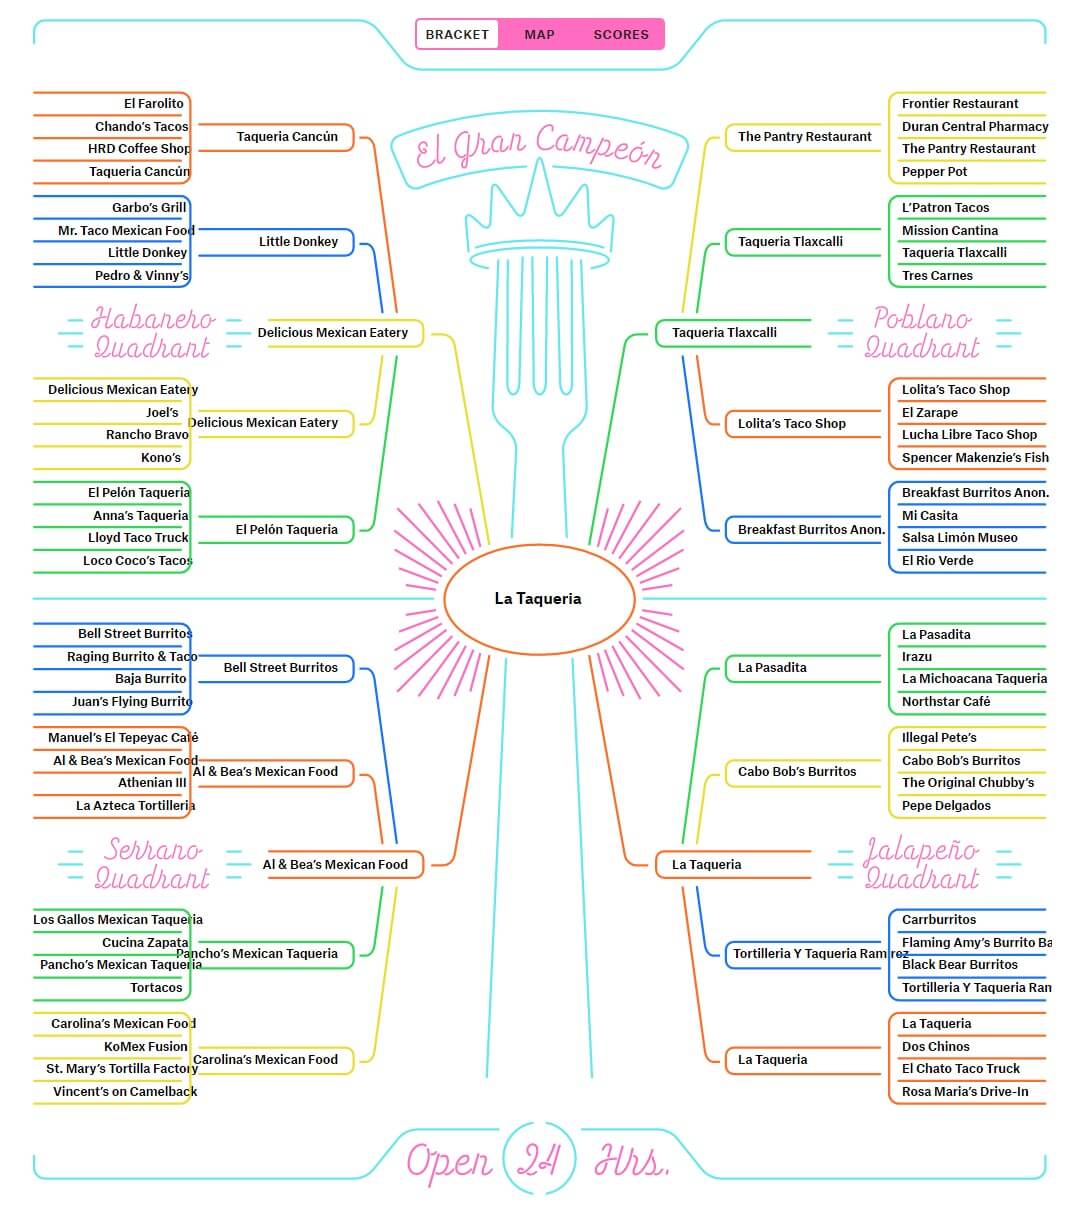 BRACKET MAP SCORES
El Gran Campeón
El Farolito
Chando's Tacos
HRD Coffee Shop
Taqueria Cancún
Taqueria Cancún
Garbo's Grill
Mr. Taco Mexican Food
Little Donkey
Pedro & Vinny's
Little Donkey
Habanero
Quadrant
Delicious Mexican Eatery
Delicious Mexican Eatery
Joel's
Rancho Bravo
Kono's
Delicious Mexican Eatery
El Pelón Taqueria
Anna's Taqueria
Lloyd Taco Truck
Loco Coco's Tacos
El Pelón Taqueria
The Pantry Restaurant
Frontier Restaurant
Duran Central Pharmacy
The Pantry Restaurant
Pepper Pot
Taqueria Tlaxcalli
L'Patron Tacos
Mission Cantina
Taqueria Tlaxcalli
Tres Carnes
Taqueria Tlaxcalli
Poblano
Quadrant
Lolita's Taco Shop
Lolita's Taco Shop
El Zarape
Lucha Libre Taco Shop
Spencer Makenzie's Fish
Breakfast Burritos Anon.
Breakfast Burritos Anon.
Mi Casita
Salsa Limón Museo
El Rio Verde
La Taqueria
Bell Street Burritos
Raging Burrito & Taco
Baja Burrito
Juan's Flying Burrito
Bell Street Burritos
Manuel's El Tepeyac Café
Al & Bea's Mexican Food
Athenian III
La Azteca Tortilleria
Al & Bea's Mexican Food
Serrano
Quadrant
Al & Bea's Mexican Food
Los Gallos Mexican Taqueria
Cucina Zapata
Pancho's Mexican Taqueria
Tortacos
Pancho's Mexican Taqueria
Carolina's Mexican Food
KoMex Fusion
St. Mary's Tortilla Factory
Vincent's on Camelback
Carolina's Mexican Food
La Pasadita
La Pasadita
Irazu
La Michoacana Taqueria
Northstar Café
Cabo Bob's Burritos
Illegal Pete's
Cabo Bob's Burritos
The Original Chubby's
Pepe Delgados
La Taqueria
Jalapeño
Quadrant
Tortilleria Y Taqueria Ramirez
Carrburritos
Flaming Amy's Burrito Ba
Black Bear Burritos
Tortilleria Y Taqueria Ram
La Taqueria
La Taqueria
Dos Chinos
El Chato Taco Truck
Rosa Maria's Drive-In
Open 24 Hrs.